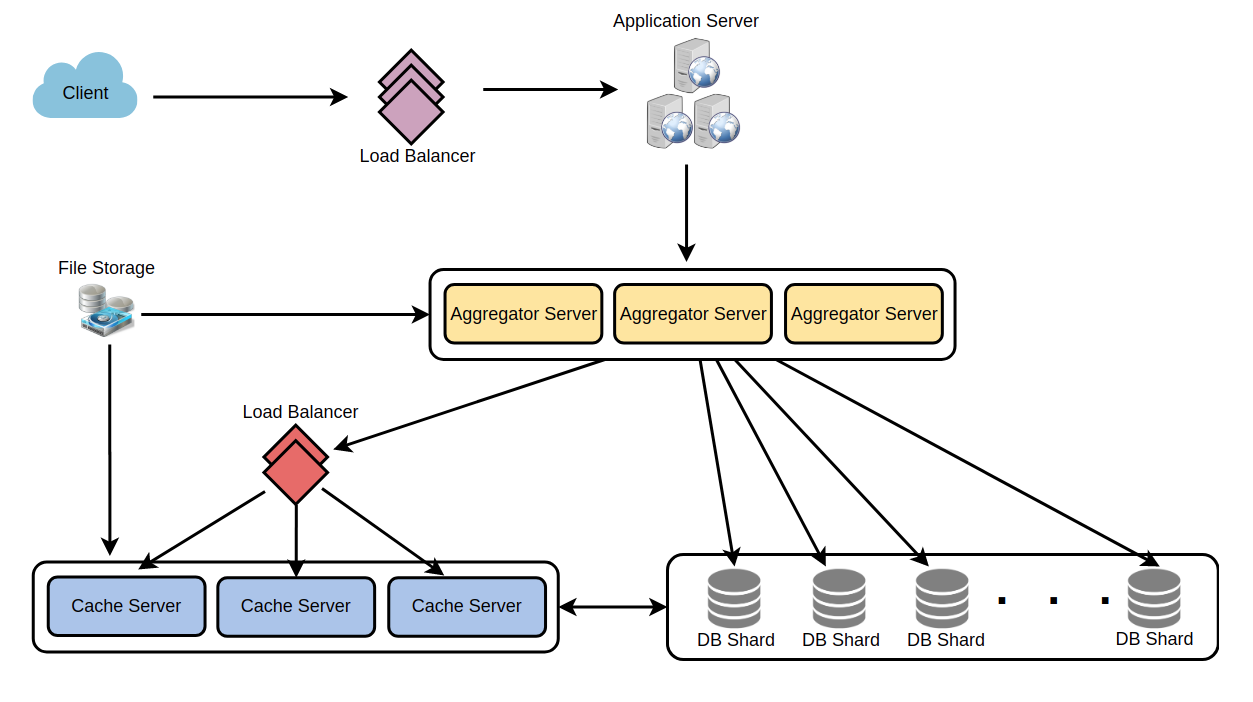 Application Server
Client
Load Balancer
File Storage
Aggregator Server
Aggregator Server
Aggregator Server
Load Balancer
Cache Server
Cache Server
Cache Server
DB Shard
DB Shard
DB Shard
. . .
DB Shard